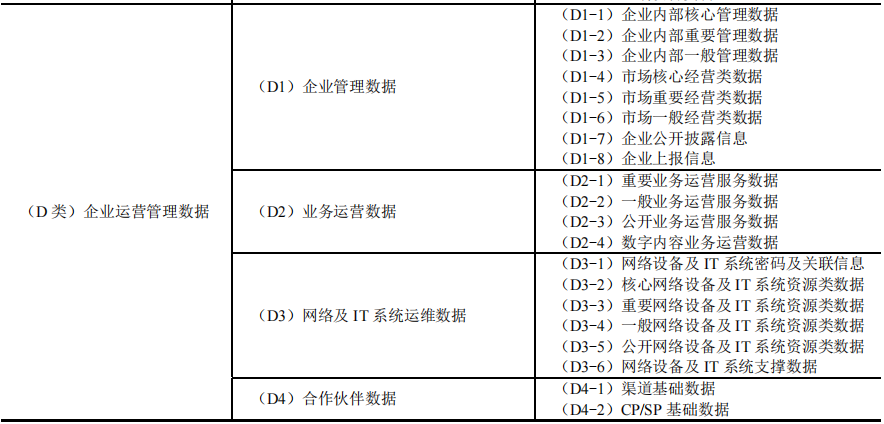 （D 类）企业运营管理数据
（D1）企业管理数据
（D1-1）企业内部核心管理数据
（D1-2）企业内部重要管理数据
（D1-3）企业内部一般管理数据
（D1-4）市场核心经营类数据
（D1-5）市场重要经营类数据
（D1-6）市场一般经营类数据
（D1-7）企业公开披露信息
（D1-8）企业上报信息
（D2）业务运营数据
（D2-1）重要业务运营服务数据
（D2-2）一般业务运营服务数据
（D2-3）公开业务运营服务数据
（D2-4）数字内容业务运营数据
（D3）网络及 IT 系统运维数据
（D3-1）网络设备及 IT 系统密码及关联信息
（D3-2）核心网络设备及 IT 系统资源类数据
（D3-3）重要网络设备及 IT 系统资源类数据
（D3-4）一般网络设备及 IT 系统资源类数据
（D3-5）公开网络设备及 IT 系统资源类数据
（D3-6）网络设备及 IT 系统支撑数据
（D4）合作伙伴数据
（D4-1）渠道基础数据
（D4-2）CP/SP 基础数据